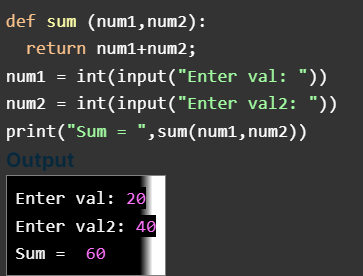 def sum (num1,num2):
  return num1+num2;
num1 = int(input("Enter val: "))
num2 = int(input("Enter val2: "))
print("Sum = ",sum(num1,num2))
Output
Enter val: 20
Enter val2: 40
Sum =  60